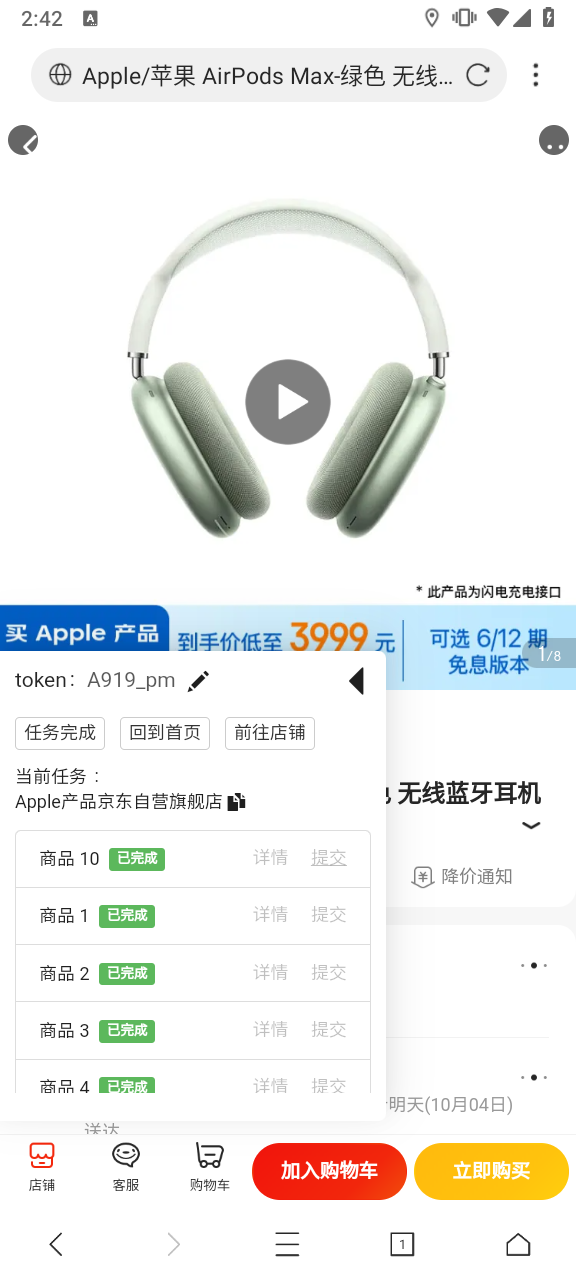 2:42
A
Apple/苹果 AirPods Max-绿色 无线...
* 此产品为闪电充电接口
买 Apple 产品
到手价低至 3999 元
可选 6/12 期
免息版本
1/8
token: A919_pm
任务完成 回到首页 前往店铺
当前任务：
Apple产品京东自营旗舰店
无线蓝牙耳机
降价通知
商品 10 已完成 详情 提交
商品 1 已完成 详情 提交
商品 2 已完成 详情 提交
商品 3 已完成 详情 提交
商品 4 已完成 详情 提交
明天(10月04日)
送达
店铺 客服 购物车 加入购物车 立即购买
1